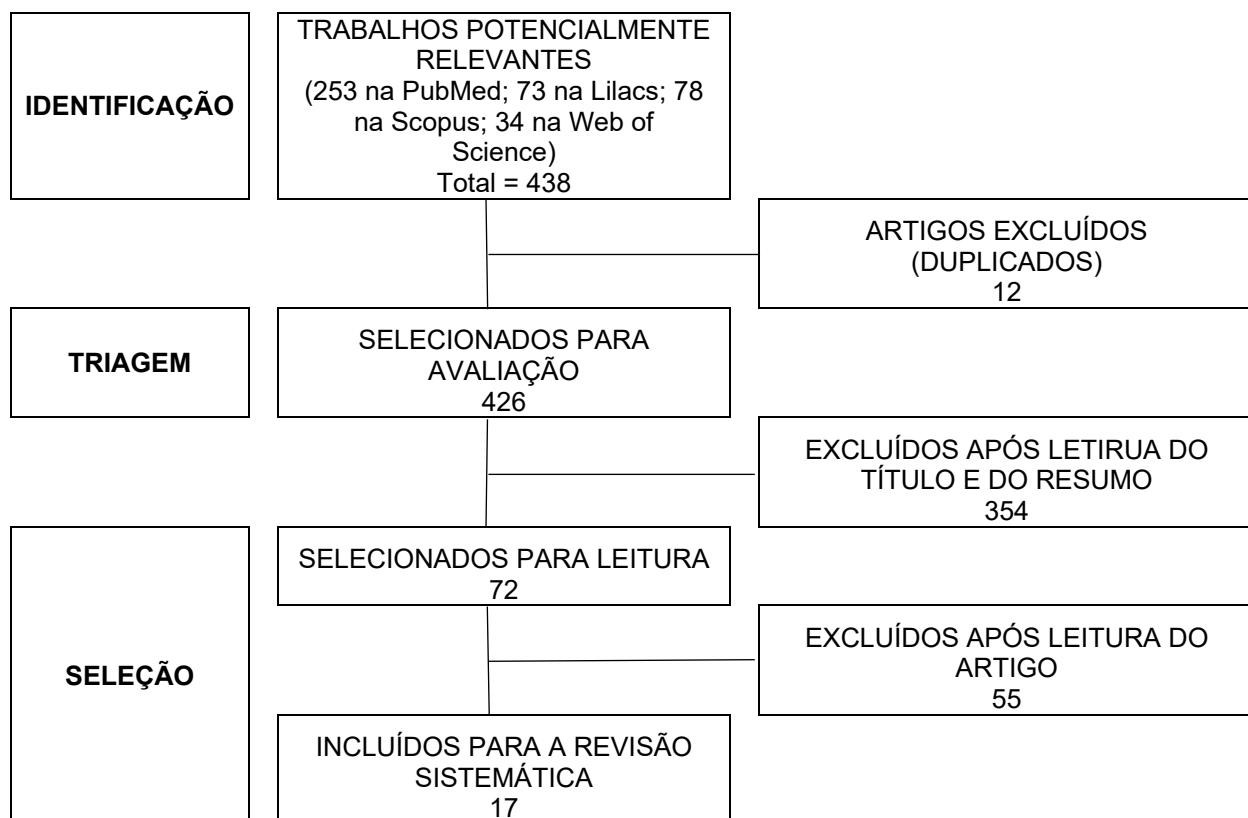 IDENTIFICAÇÃO
TRABALHOS POTENCIALMENTE
RELEVANTES
(253 na PubMed; 73 na Lilacs; 78
na Scopus; 34 na Web of
Science)
Total = 438
ARTIGOS EXCLUÍDOS
(DUPLICADOS)
12
TRIAGEM
SELECIONADOS PARA
AVALIAÇÃO
426
EXCLUÍDOS APÓS LETIRUA DO
TÍTULO E DO RESUMO
354
SELEÇÃO
SELECIONADOS PARA LEITURA
72
EXCLUÍDOS APÓS LEITURA DO
ARTIGO
55
INCLUÍDOS PARA A REVISÃO
SISTEMÁTICA
17